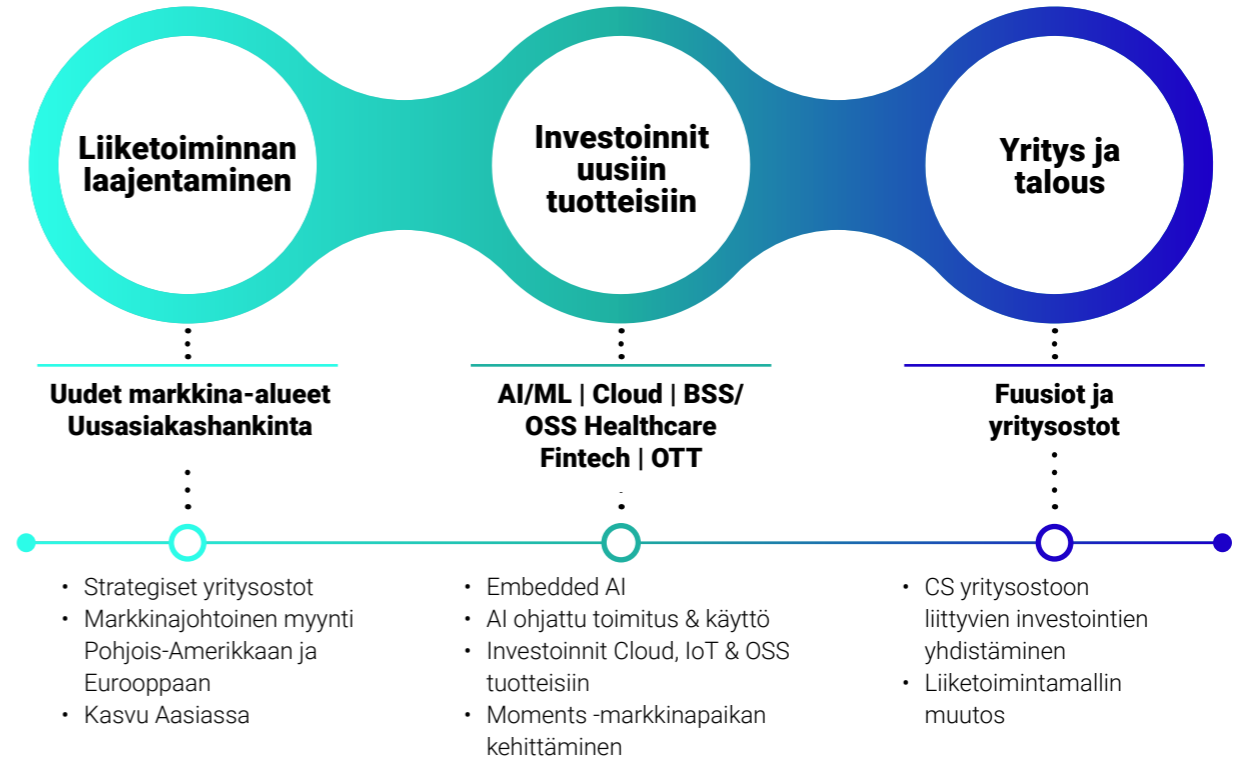 Liiketoiminnan
laajentaminen
Investoinnit
uusiin
tuotteisiin
Yritys ja
talous
Uudet markkina-alueet
Uusasiakashankinta
AI/ML | Cloud | BSS/
OSS Healthcare
Fintech | OTT
Fuusiot ja
yritysostot
• Strategiset yritysostot
• Markkinajohtoinen myynti
Pohjois-Amerikkaan ja
Eurooppaan
• Kasvu Aasiassa
• Embedded AI
• AI ohjattu toimitus & käyttö
• Investoinnit Cloud, IoT & OSS
tuotteisiin
• Moments -markkinapaikan
kehittäminen
• CS yritysostoon
liittyvien investointien
yhdistäminen
• Liiketoimintamallin
muutos